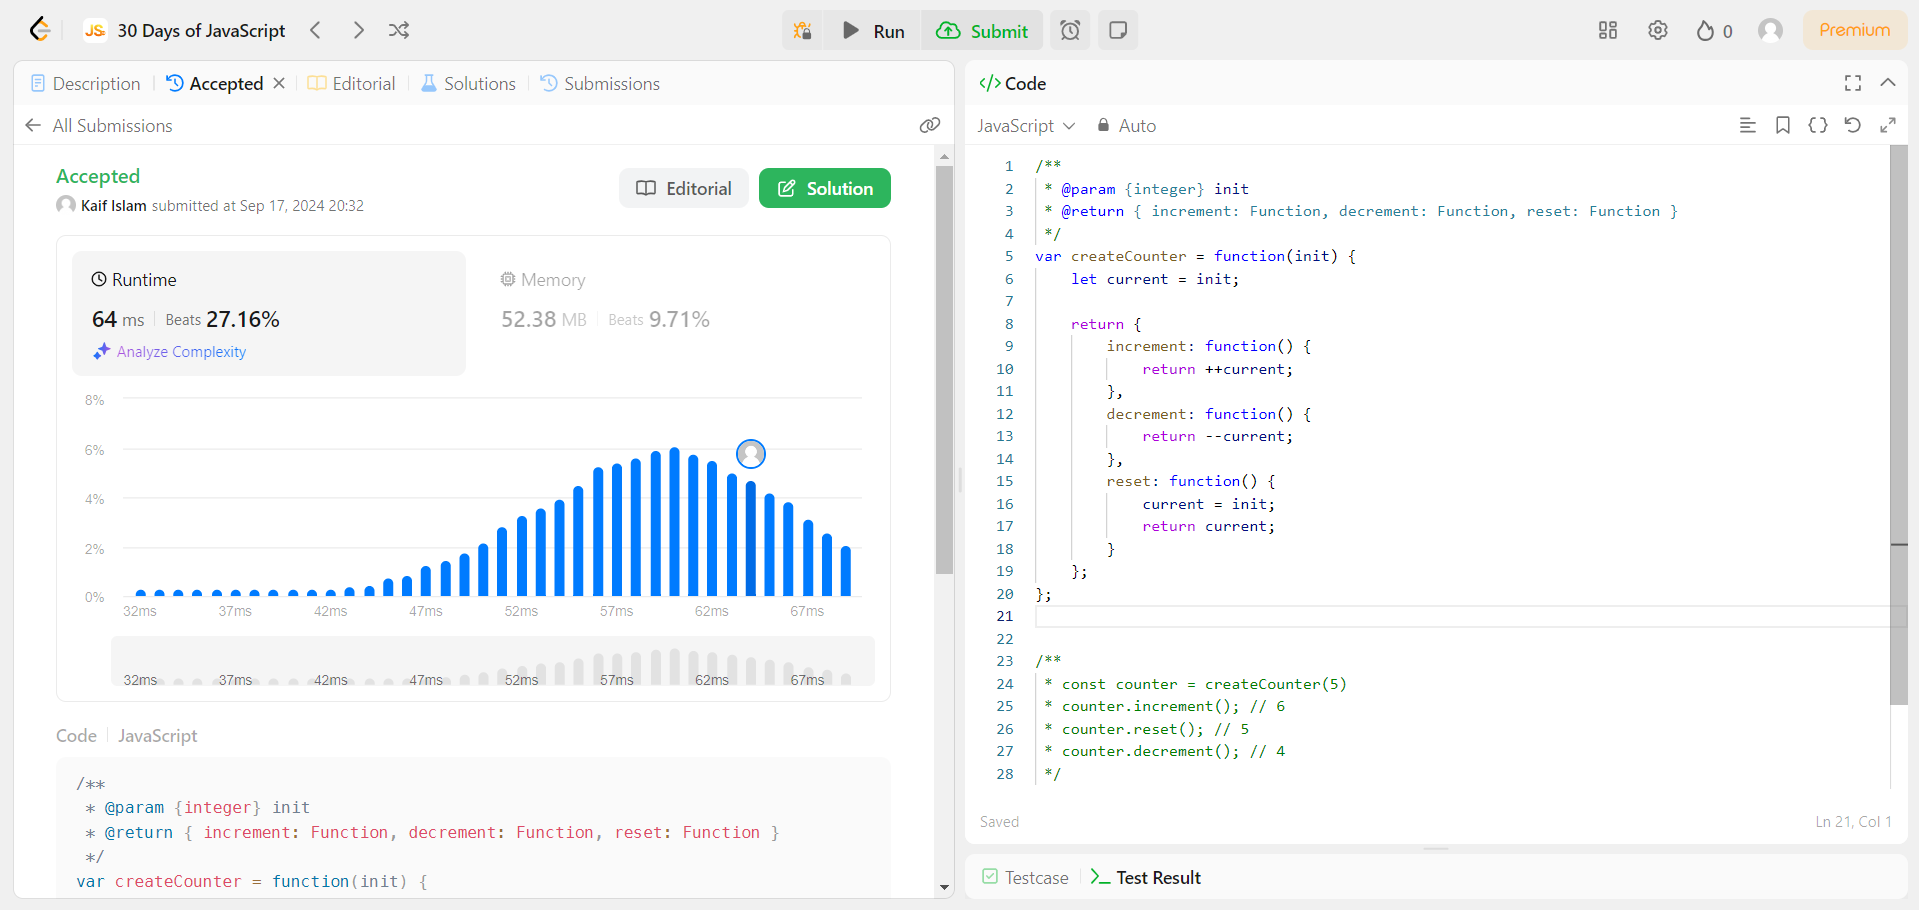 JS 30 Days of JavaScript
Run
Submit
0
Premium
Description
Accepted
Editorial
Solutions
Submissions
All Submissions
Accepted
Kaif Islam submitted at Sep 17, 2024 20:32
Editorial
Solution
Runtime
64 ms
Beats 27.16%
Analyze Complexity
Memory
52.38 MB
Beats 9.71%
8%
6%
4%
2%
0%
32ms 37ms 42ms 47ms 52ms 57ms 62ms 67ms
32ms 37ms 42ms 47ms 52ms 57ms 62ms 67ms
Code
JavaScript
/**
 * @param {integer} init
 * @return { increment: Function, decrement: Function, reset: Function }
 */
var createCounter = function(init) {
</> Code
JavaScript
Auto
1 /**
2  * @param {integer} init
3  * @return { increment: Function, decrement: Function, reset: Function }
4  */
5 var createCounter = function(init) {
6     let current = init;
7
8     return {
9         increment: function() {
10             return ++current;
11         },
12         decrement: function() {
13             return --current;
14         },
15         reset: function() {
16             current = init;
17             return current;
18         }
19     };
20 };
21
22
23 /**
24  * const counter = createCounter(5)
25  * counter.increment(); // 6
26  * counter.reset(); // 5
27  * counter.decrement(); // 4
28  */
Saved
Ln 21, Col 1
Testcase
Test Result